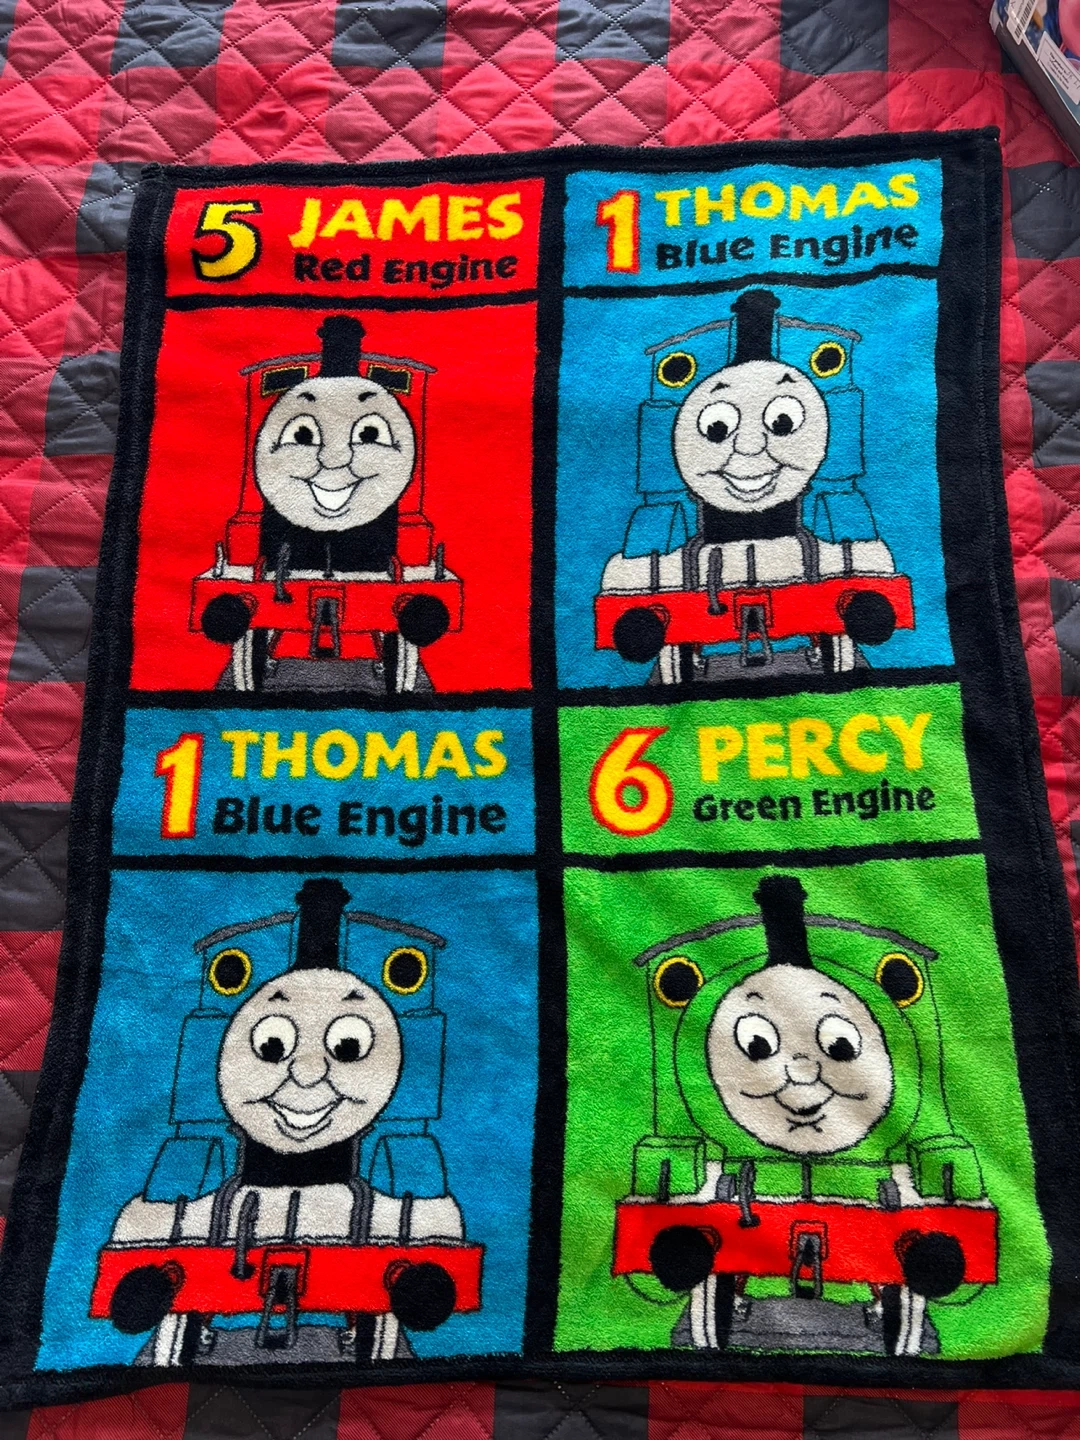 5 JAMES
Red Engine
1 THOMAS
Blue Engine
1 THOMAS
Blue Engine
6 PERCY
Green Engine